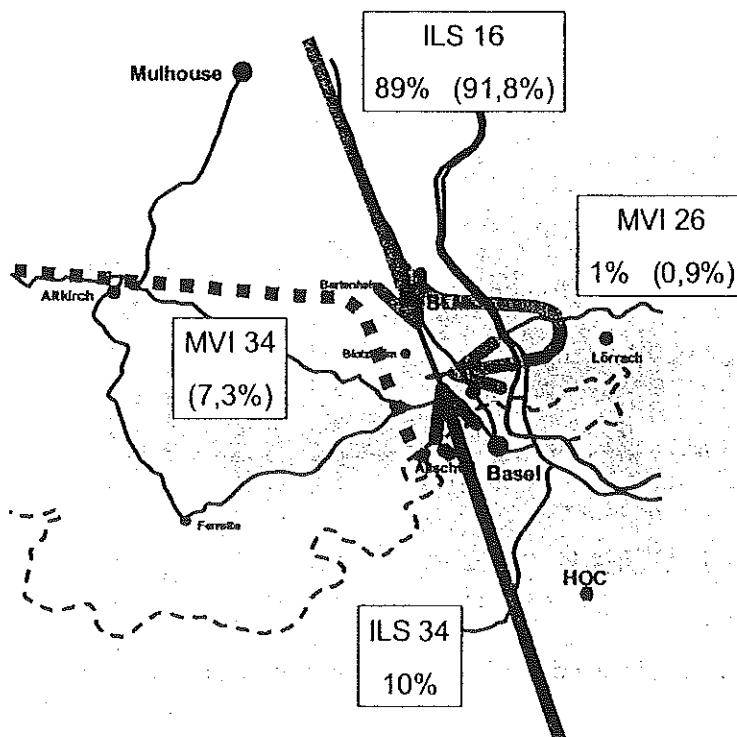 ILS 16
89% (91,8%)
Mulhouse
MVI 26
1% (0,9%)
Altkirch
MVI 34
(7,3%)
Lörrach
Basel
Ferrette
HOC
ILS 34
10%